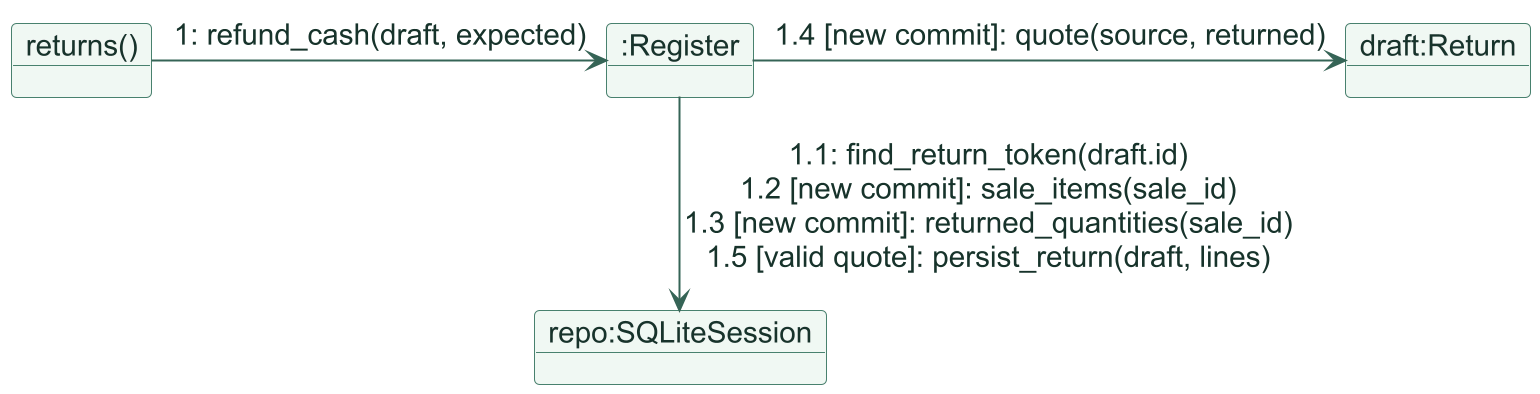 returns()
1: refund_cash(draft, expected)
:Register
1.4 [new commit]: quote(source, returned)
draft:Return
1.1: find_return_token(draft.id)
1.2 [new commit]: sale_items(sale_id)
1.3 [new commit]: returned_quantities(sale_id)
1.5 [valid quote]: persist_return(draft, lines)
repo:SQLiteSession